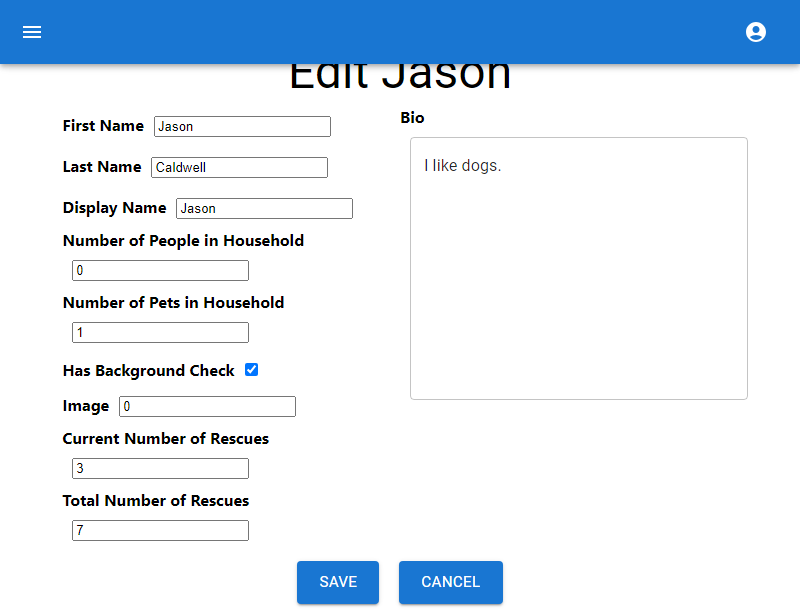 Edit Jason
First Name Jason
Last Name Caldwell
Display Name Jason
Number of People in Household
0
Number of Pets in Household
1
Has Background Check
Image 0
Current Number of Rescues
3
Total Number of Rescues
7
Bio
I like dogs.
SAVE CANCEL